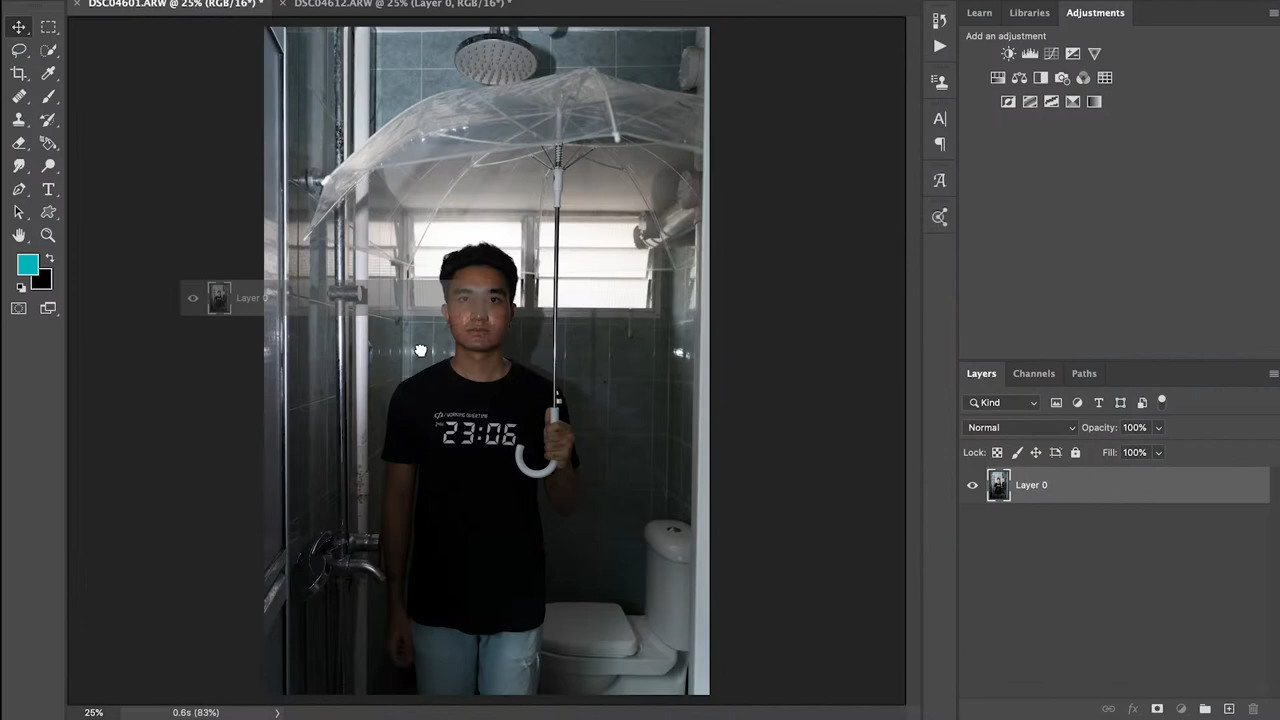 DSC04601.ARW @ 25% (RGB/16*) *
DSC04612.ARW @ 25% (Layer 0, RGB/16*) *
Learn
Libraries
Adjustments
Add an adjustment
Layer 0
WORKING OVERTIME
23:06
Layers
Channels
Paths
Kind
Normal
Opacity: 100%
Lock:
Fill: 100%
Layer 0
25%
0.6s (83%)